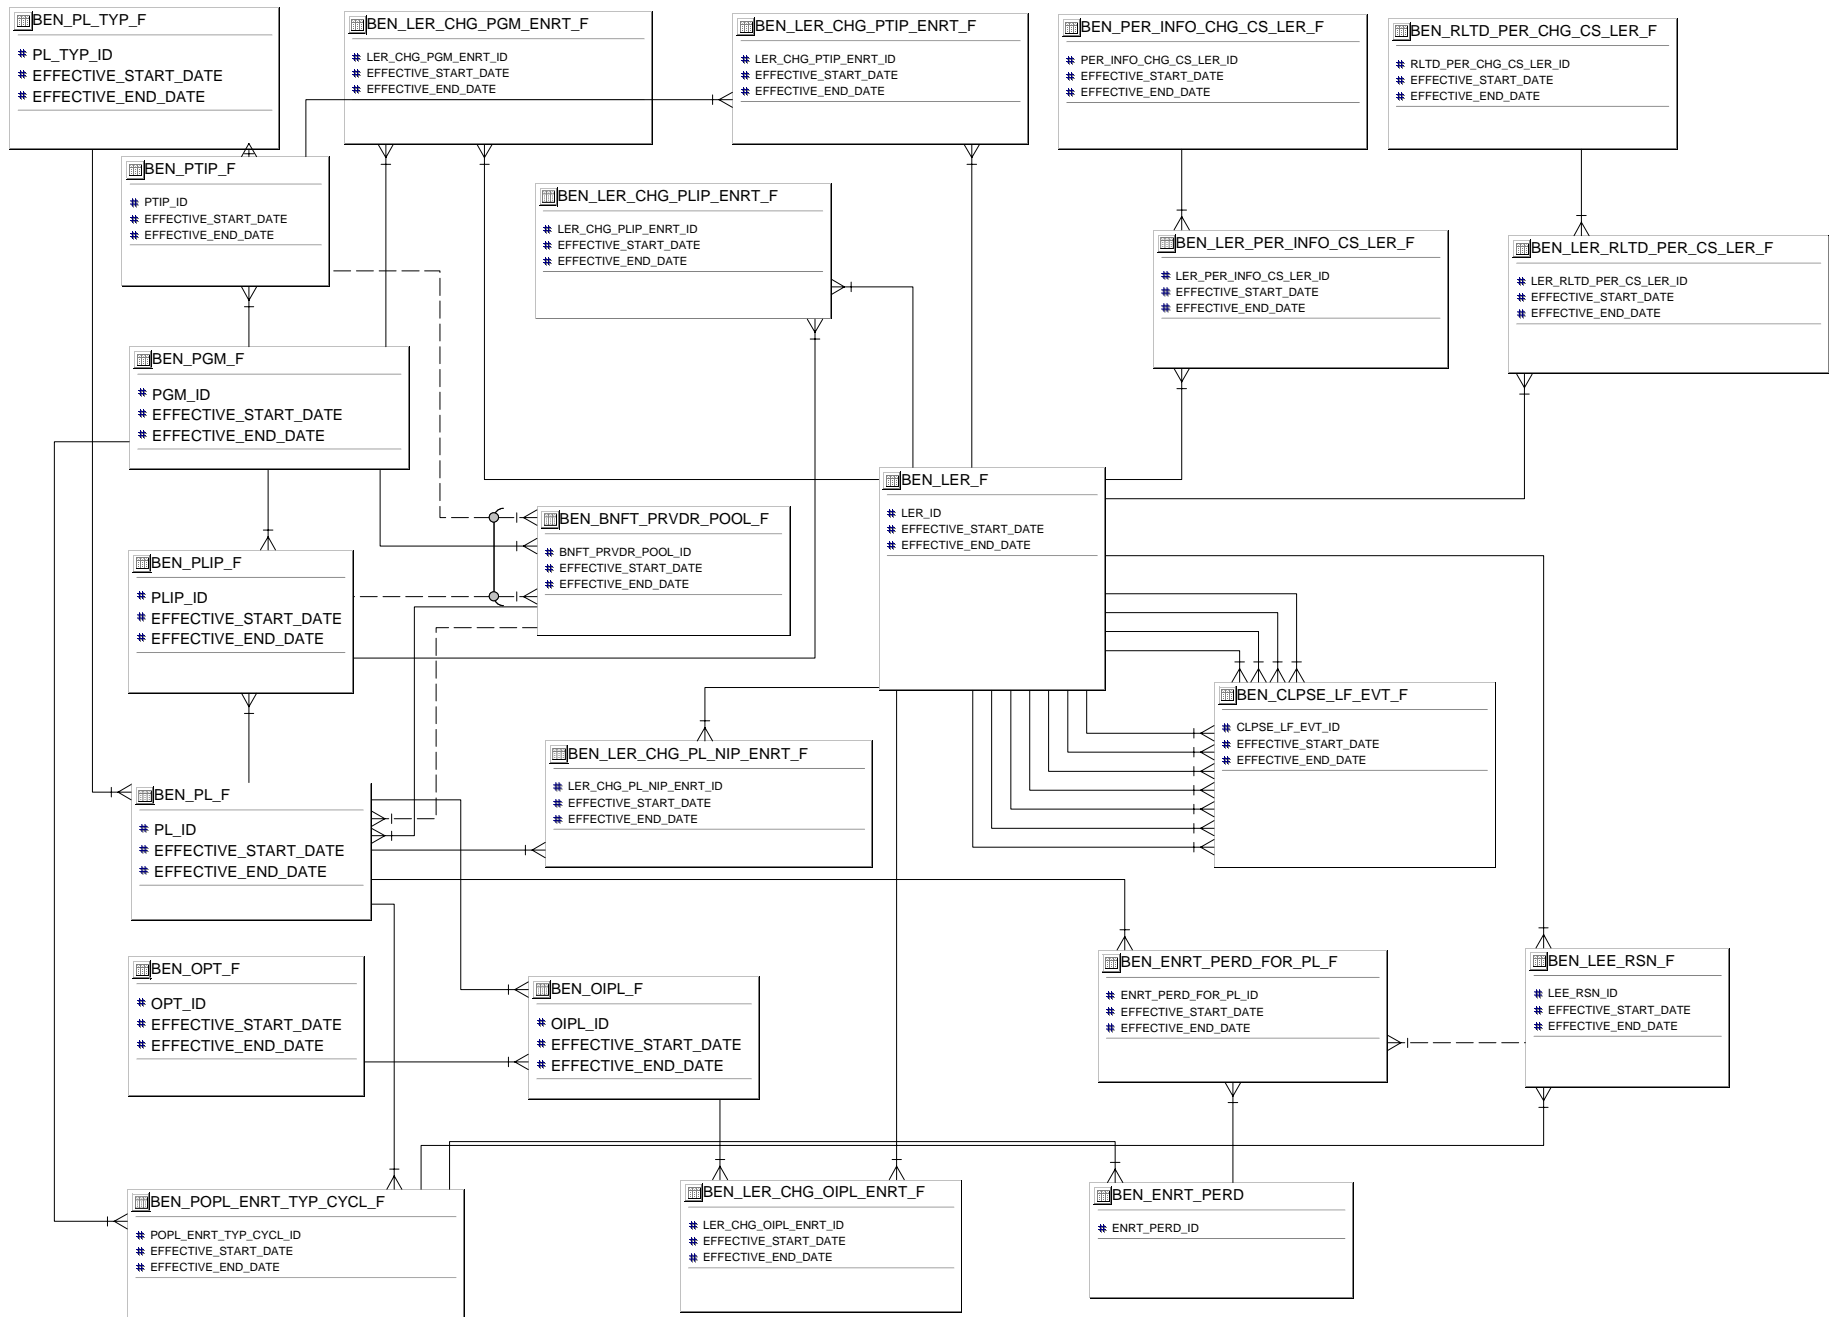 BEN_PL_TYP_F
# PL_TYP_ID
# EFFECTIVE_START_DATE
# EFFECTIVE_END_DATE
BEN_LER_CHG_PGM_ENRT_F
# LER_CHG_PGM_ENRT_ID
# EFFECTIVE_START_DATE
# EFFECTIVE_END_DATE
BEN_LER_CHG_PTIP_ENRT_F
# LER_CHG_PTIP_ENRT_ID
# EFFECTIVE_START_DATE
# EFFECTIVE_END_DATE
BEN_PER_INFO_CHG_CS_LER_F
# PER_INFO_CHG_CS_LER_ID
# EFFECTIVE_START_DATE
# EFFECTIVE_END_DATE
BEN_RLTD_PER_CHG_CS_LER_F
# RLTD_PER_CHG_CS_LER_ID
# EFFECTIVE_START_DATE
# EFFECTIVE_END_DATE
BEN_PTIP_F
# PTIP_ID
# EFFECTIVE_START_DATE
# EFFECTIVE_END_DATE
BEN_LER_CHG_PLIP_ENRT_F
# LER_CHG_PLIP_ENRT_ID
# EFFECTIVE_START_DATE
# EFFECTIVE_END_DATE
BEN_LER_PER_INFO_CS_LER_F
# LER_PER_INFO_CS_LER_ID
# EFFECTIVE_START_DATE
# EFFECTIVE_END_DATE
BEN_LER_RLTD_PER_CS_LER_F
# LER_RLTD_PER_CS_LER_ID
# EFFECTIVE_START_DATE
# EFFECTIVE_END_DATE
BEN_PGM_F
# PGM_ID
# EFFECTIVE_START_DATE
# EFFECTIVE_END_DATE
BEN_LER_F
# LER_ID
# EFFECTIVE_START_DATE
# EFFECTIVE_END_DATE
BEN_BNFT_PRVDR_POOL_F
# BNFT_PRVDR_POOL_ID
# EFFECTIVE_START_DATE
# EFFECTIVE_END_DATE
BEN_PLIP_F
# PLIP_ID
# EFFECTIVE_START_DATE
# EFFECTIVE_END_DATE
BEN_CLPSE_LF_EVT_F
# CLPSE_LF_EVT_ID
# EFFECTIVE_START_DATE
# EFFECTIVE_END_DATE
BEN_LER_CHG_PL_NIP_ENRT_F
# LER_CHG_PL_NIP_ENRT_ID
# EFFECTIVE_START_DATE
# EFFECTIVE_END_DATE
BEN_PL_F
# PL_ID
# EFFECTIVE_START_DATE
# EFFECTIVE_END_DATE
BEN_OPT_F
# OPT_ID
# EFFECTIVE_START_DATE
# EFFECTIVE_END_DATE
BEN_OIPL_F
# OIPL_ID
# EFFECTIVE_START_DATE
# EFFECTIVE_END_DATE
BEN_ENRT_PERD_FOR_PL_F
# ENRT_PERD_FOR_PL_ID
# EFFECTIVE_START_DATE
# EFFECTIVE_END_DATE
BEN_LEE_RSN_F
# LEE_RSN_ID
# EFFECTIVE_START_DATE
# EFFECTIVE_END_DATE
BEN_POPL_ENRT_TYP_CYCL_F
# POPL_ENRT_TYP_CYCL_ID
# EFFECTIVE_START_DATE
# EFFECTIVE_END_DATE
BEN_LER_CHG_OIPL_ENRT_F
# LER_CHG_OIPL_ENRT_ID
# EFFECTIVE_START_DATE
# EFFECTIVE_END_DATE
BEN_ENRT_PERD
# ENRT_PERD_ID